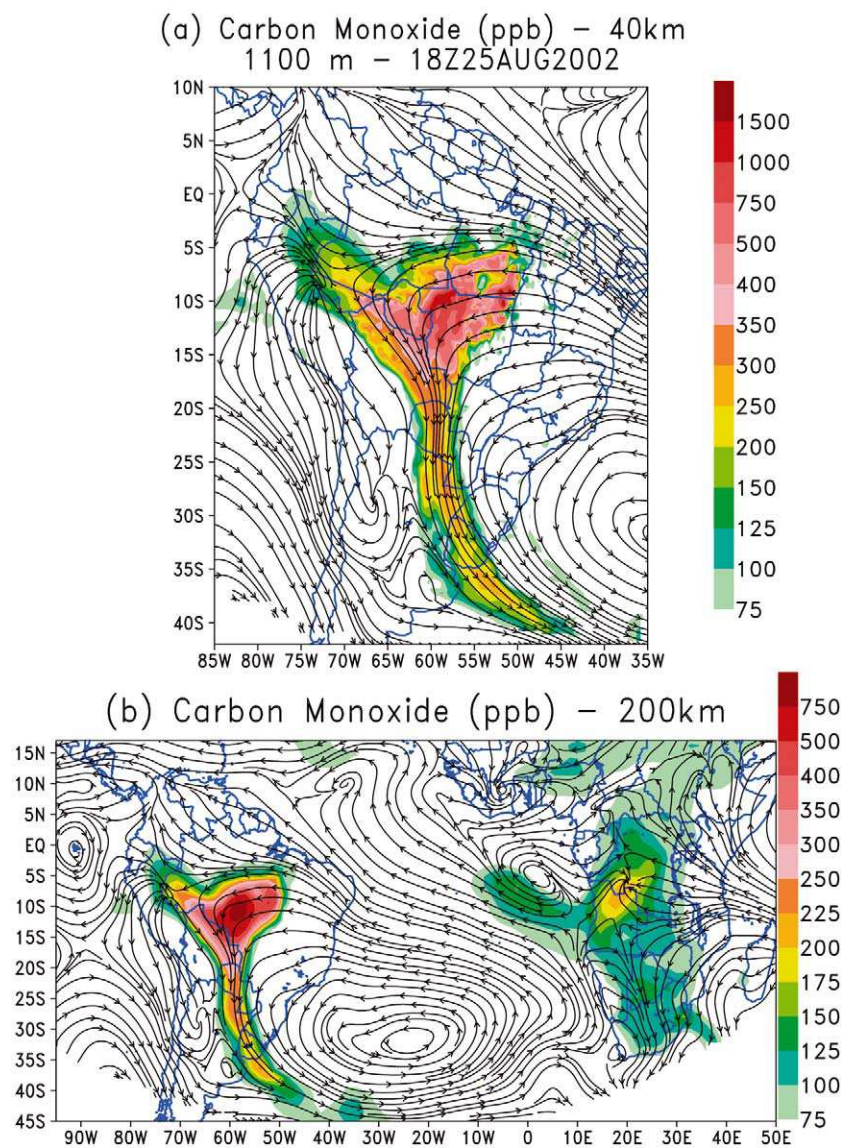 (a) Carbon Monoxide (ppb) – 40km
1100 m – 18Z25AUG2002
10N
5N
EQ
5S
10S
15S
20S
25S
30S
35S
40S
85W 80W 75W 70W 65W 60W 55W 50W 45W 40W 35W
1500
1000
750
500
400
350
300
250
200
150
125
100
75
(b) Carbon Monoxide (ppb) – 200km
15N
10N
5N
EQ
5S
10S
15S
20S
25S
30S
35S
40S
45S
90W 80W 70W 60W 50W 40W 30W 20W 10W 0 10E 20E 30E 40E 50E
750
500
400
350
300
250
225
200
175
150
125
100
75